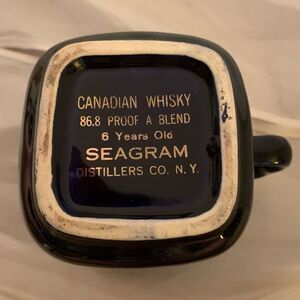 CANADIAN WHISKY
86.8 PROOF A BLEND
6 Years Old
SEAGRAM
DISTILLERS CO. N.Y.